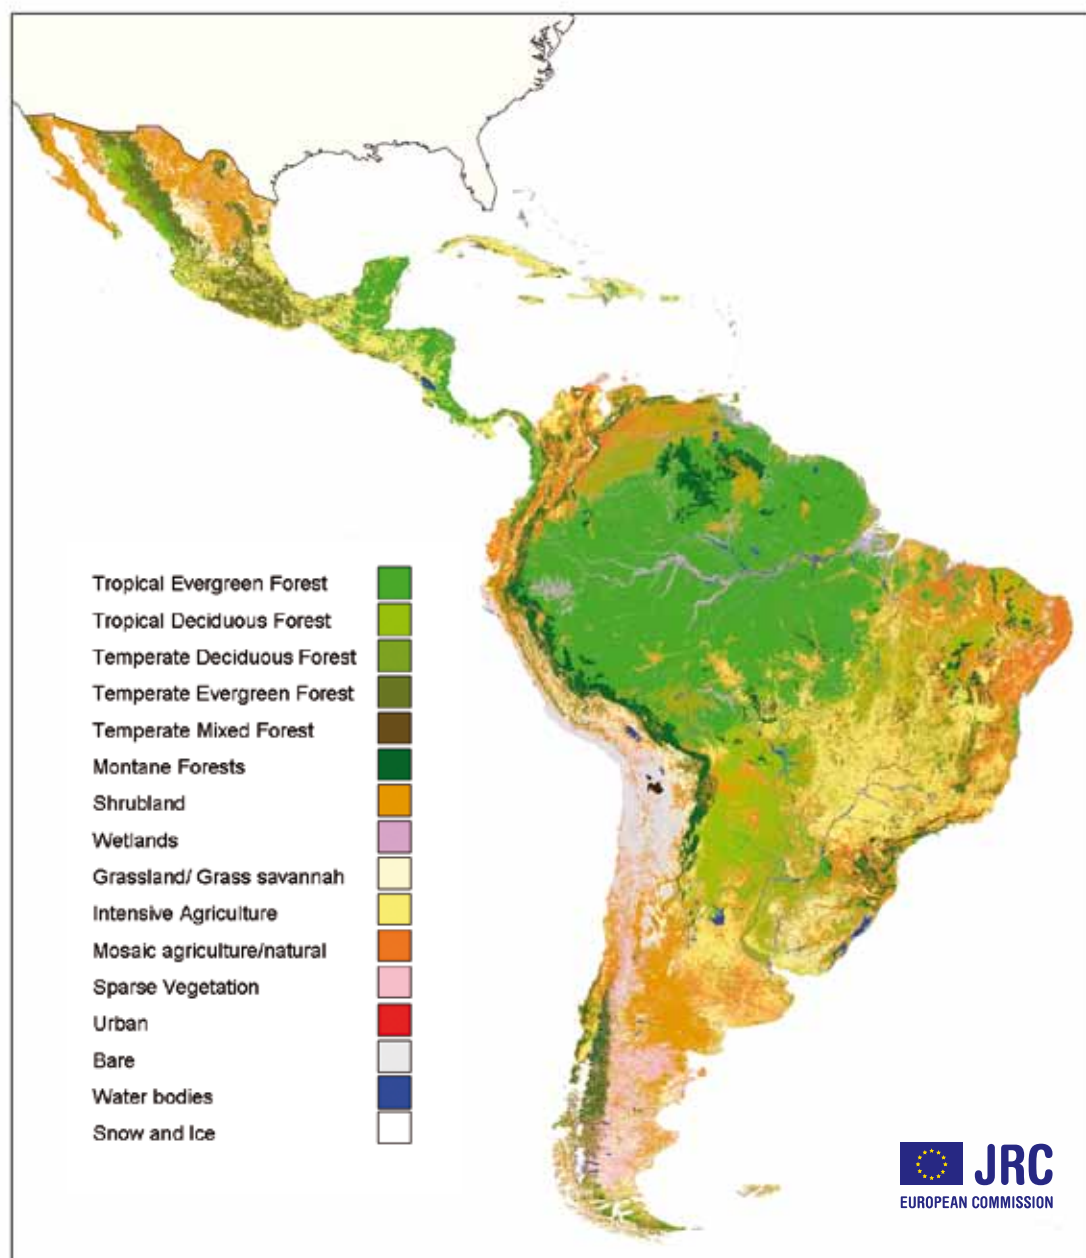 Tropical Evergreen Forest
Tropical Deciduous Forest
Temperate Deciduous Forest
Temperate Evergreen Forest
Temperate Mixed Forest
Montane Forests
Shrubland
Wetlands
Grassland/ Grass savannah
Intensive Agriculture
Mosaic agriculture/natural
Sparse Vegetation
Urban
Bare
Water bodies
Snow and Ice
JRC
EUROPEAN COMMISSION